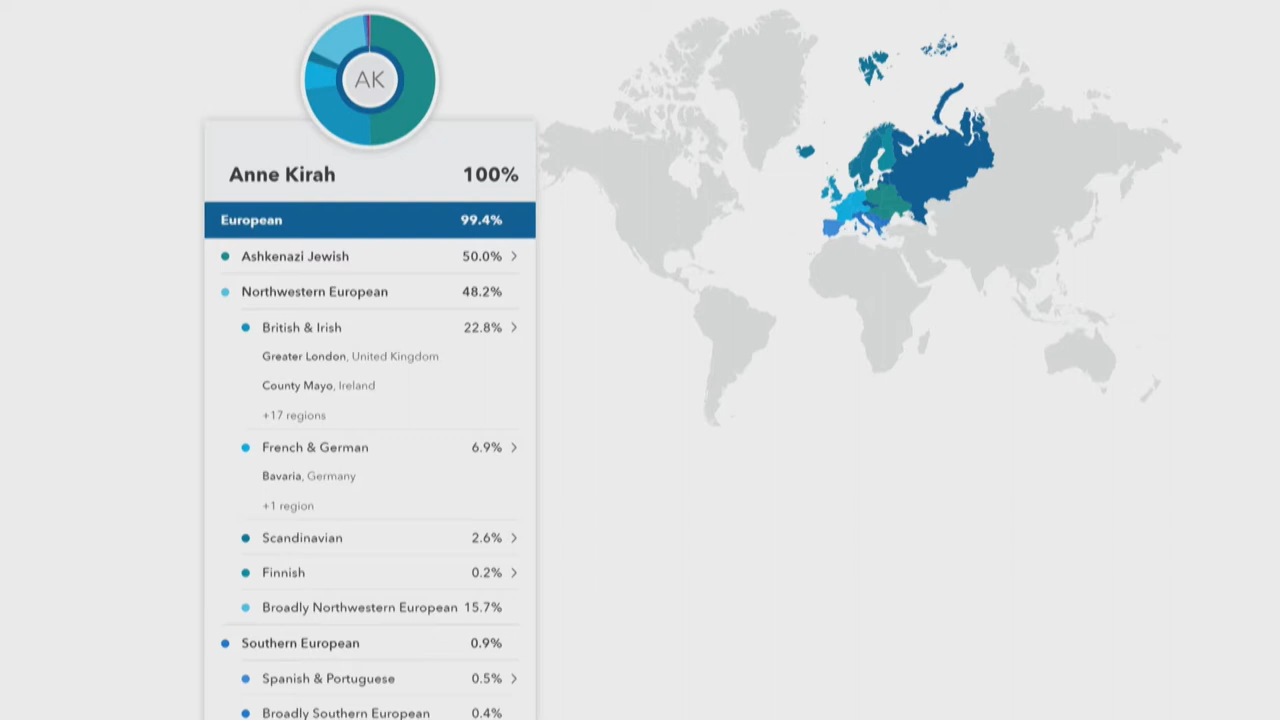 AK
Anne Kirah 100%
European 99.4%
Ashkenazi Jewish 50.0%
Northwestern European 48.2%
British & Irish 22.8%
Greater London, United Kingdom
County Mayo, Ireland
+17 regions
French & German 6.9%
Bavaria, Germany
+1 region
Scandinavian 2.6%
Finnish 0.2%
Broadly Northwestern European 15.7%
Southern European 0.9%
Spanish & Portuguese 0.5%
Broadly Southern European 0.4%